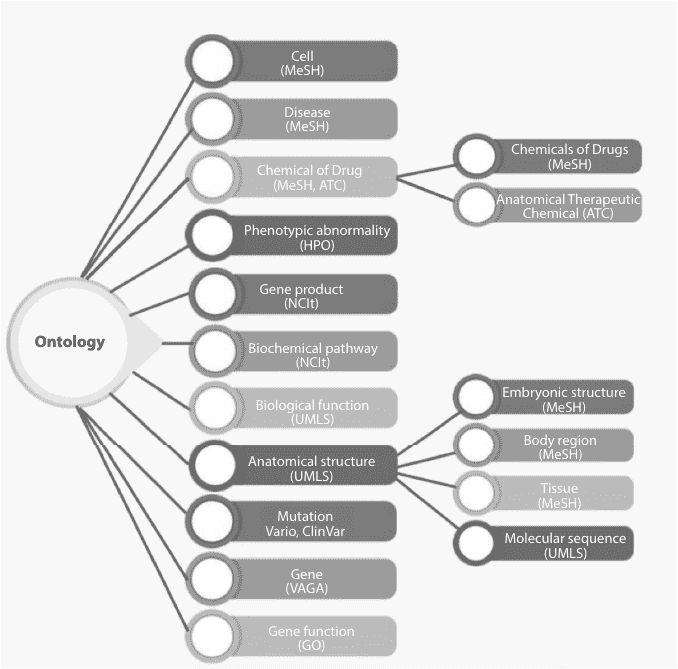 Ontology
Cell
(MeSH)
Disease
(MeSH)
Chemical of Drug
(MeSH, ATC)
Chemicals of Drugs
(MeSH)
Anatomical Therapeutic
Chemical (ATC)
Phenotypic abnormality
(HPO)
Gene product
(NCIt)
Biochemical pathway
(NCIt)
Biological function
(UMLS)
Anatomical structure
(UMLS)
Embryonic structure
(MeSH)
Body region
(MeSH)
Tissue
(MeSH)
Molecular sequence
(UMLS)
Mutation
Vario, ClinVar
Gene
(VAGA)
Gene function
(GO)